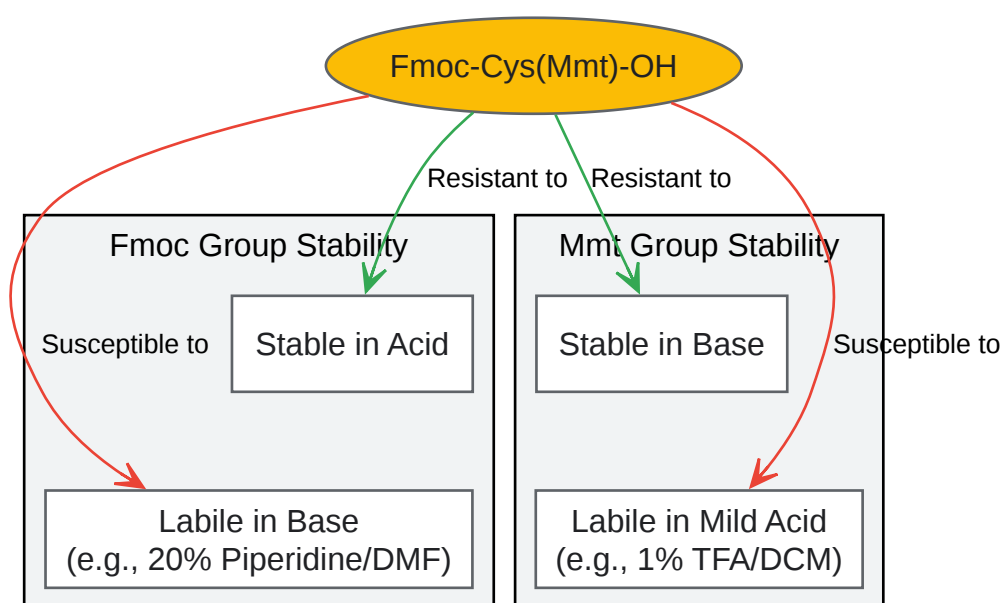 Fmoc-Cys(Mmt)-OH
Resistant to
Resistant to
Fmoc Group Stability
Mmt Group Stability
Susceptible to
Stable in Acid
Stable in Base
Susceptible to
Labile in Base
(e.g., 20% Piperidine/DMF)
Labile in Mild Acid
(e.g., 1% TFA/DCM)